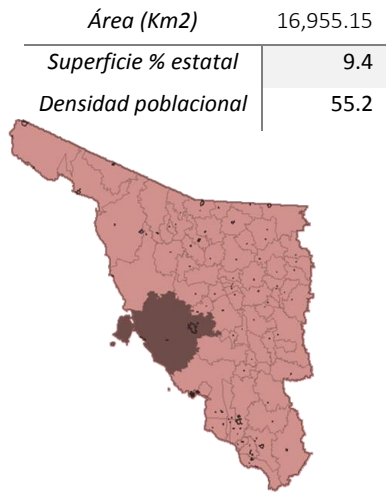 Área (Km2) 16,955.15
Superficie % estatal 9.4
Densidad poblacional 55.2